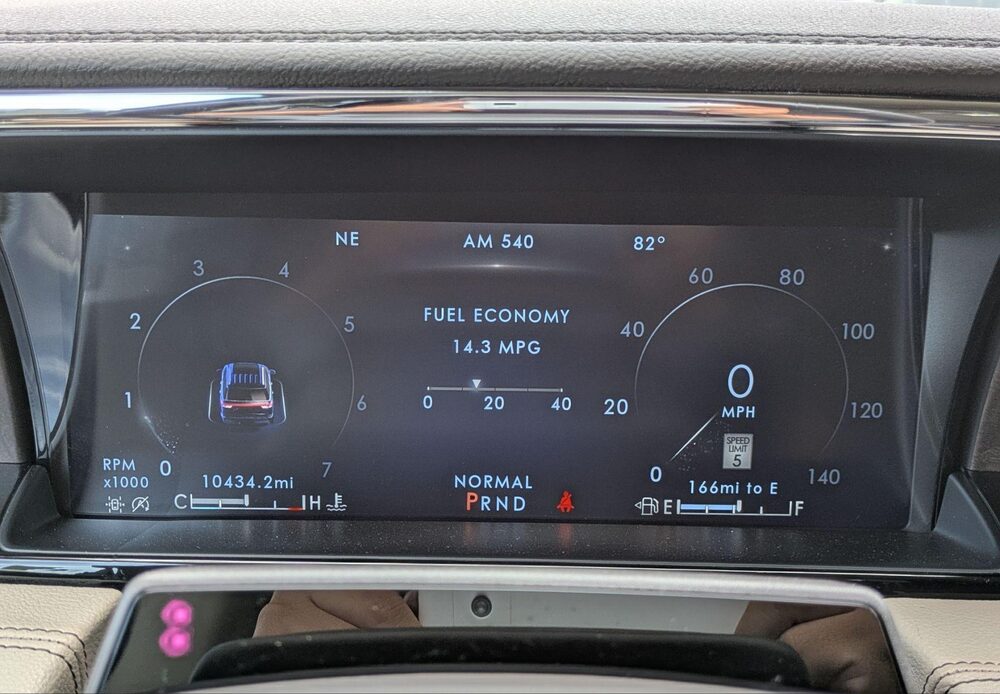 NE
AM 540
82°
FUEL ECONOMY
14.3 MPG
0 20 40
3 4
2 5
1 6
0 7
RPM
x1000
10434.2mi
C H
NORMAL
PRND
60 80
40 100
20 120
0 140
0
MPH
SPEED
LIMIT
5
166mi to E
E F